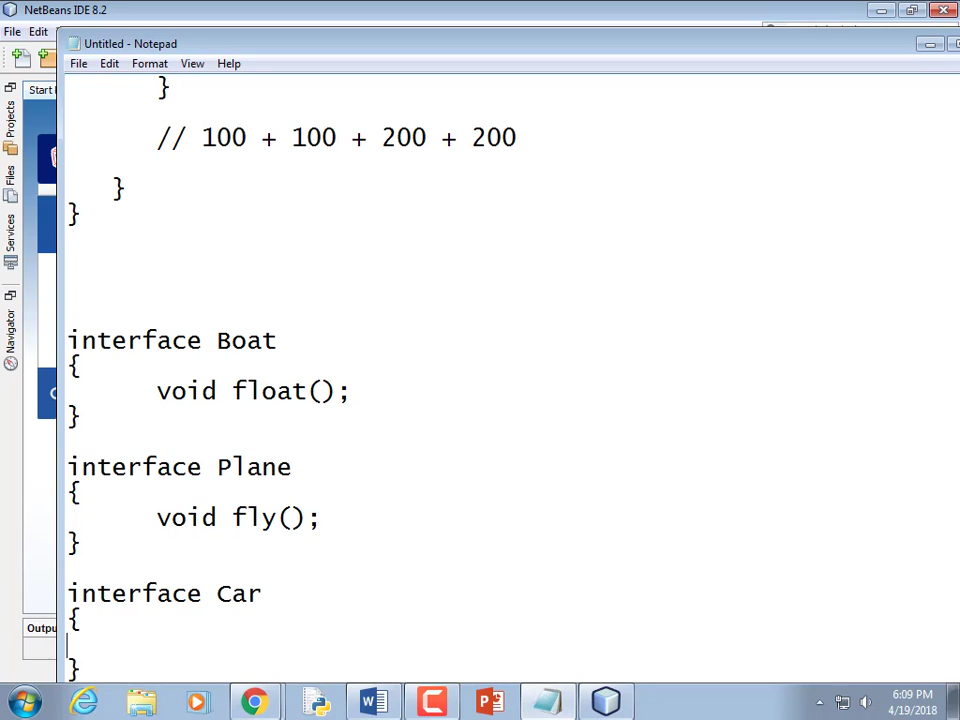 NetBeans IDE 8.2
File Edit
Untitled - Notepad
File Edit Format View Help
Start
Projects
Files
Services
Navigator
}
// 100 + 100 + 200 + 200
}
}
interface Boat
{
void float();
}
interface Plane
{
void fly();
}
interface Car
{
}
Outpu
6:09 PM
4/19/2018